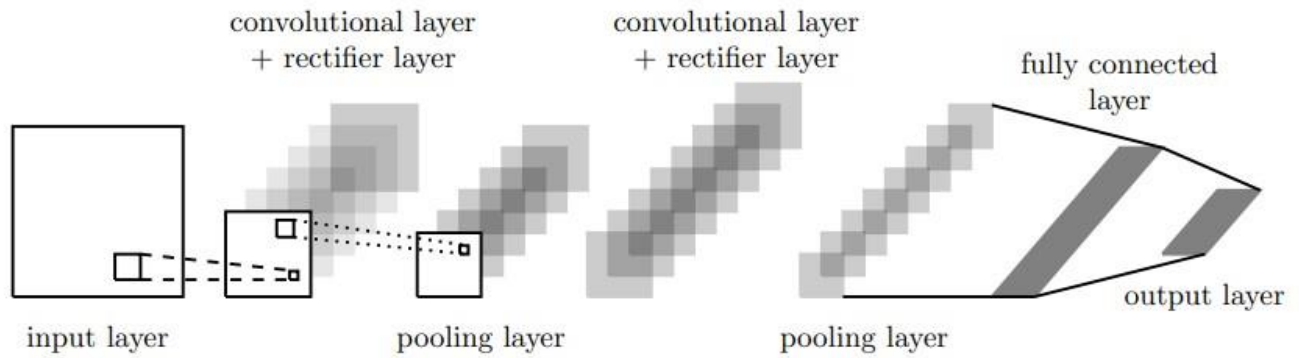 convolutional layer
+ rectifier layer
convolutional layer
+ rectifier layer
fully connected
layer
input layer
pooling layer
pooling layer
output layer